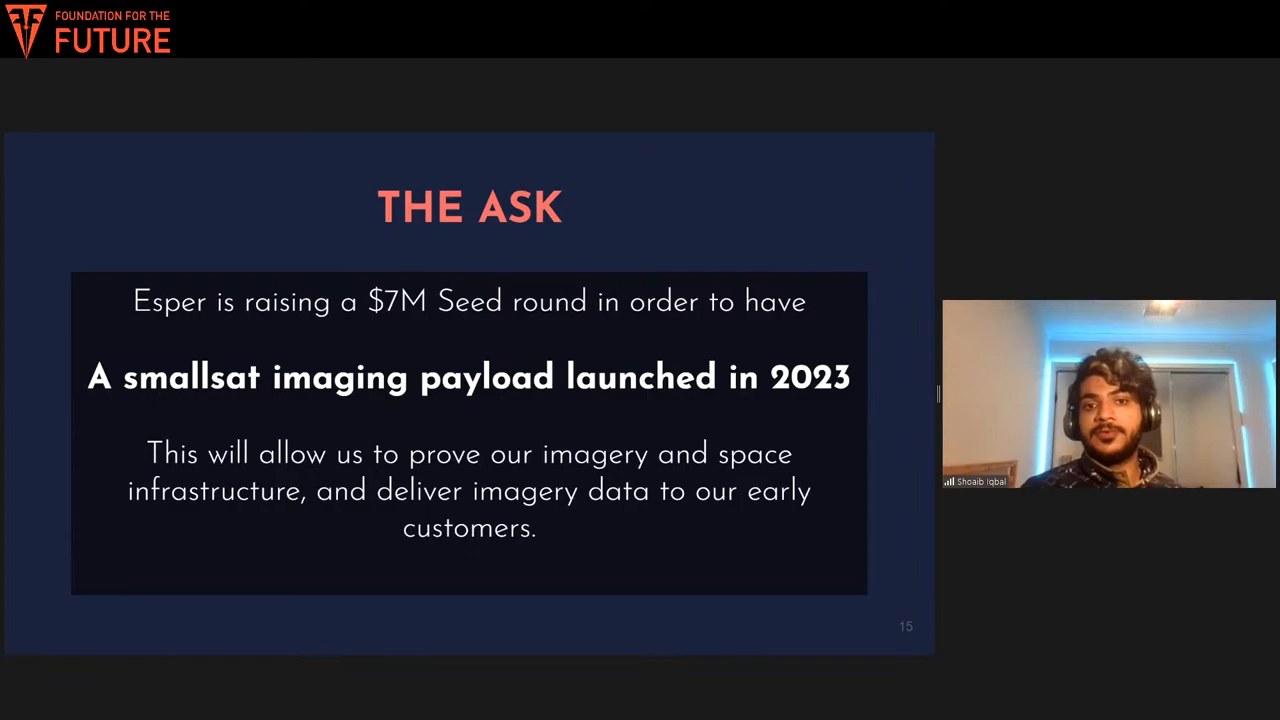 FOUNDATION FOR THE
FUTURE
THE ASK
Esper is raising a $7M Seed round in order to have
A smallsat imaging payload launched in 2023
This will allow us to prove our imagery and space
infrastructure, and deliver imagery data to our early
customers.
15
Shoaib Iqbal